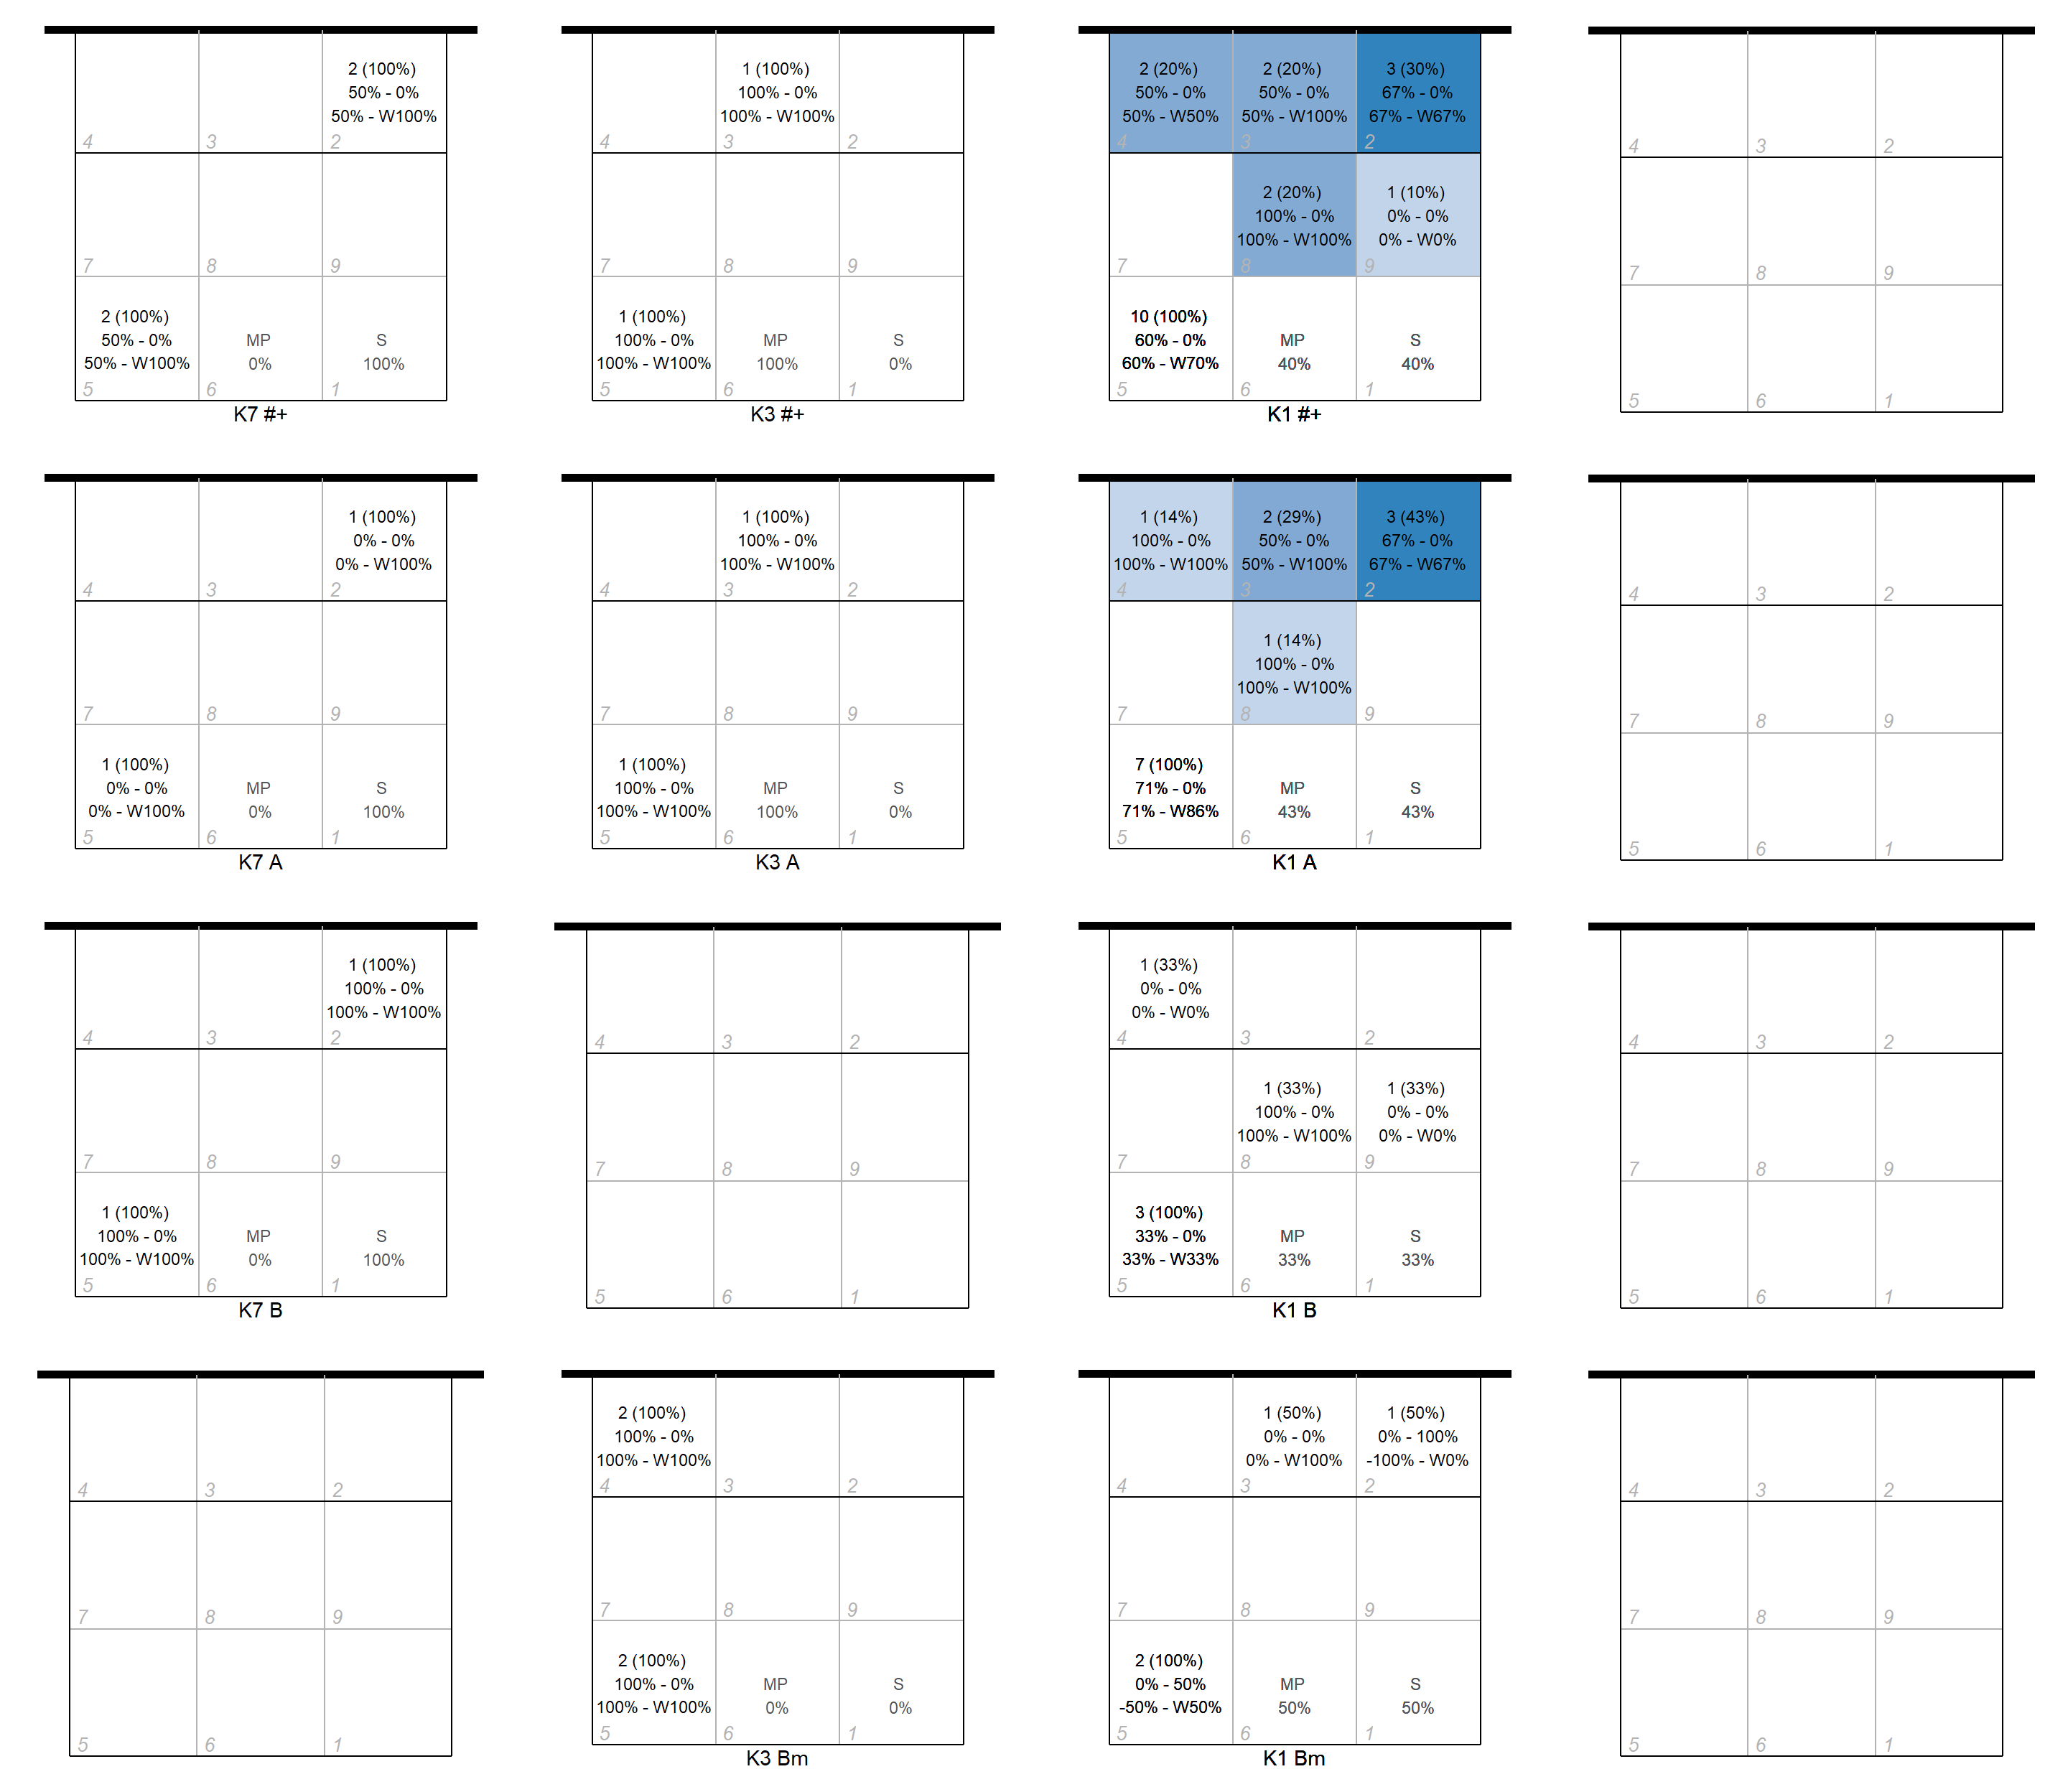 2 (100%)
50% - 0%
50% - W100%
4 3 2
7 8 9
2 (100%)
50% - 0%
50% - W100%
MP
0%
S
100%
5 6 1
K7 #+
1 (100%)
100% - 0%
100% - W100%
4 3 2
7 8 9
1 (100%)
100% - 0%
100% - W100%
MP
100%
S
0%
5 6 1
K3 #+
2 (20%)
50% - 0%
50% - W50%
2 (20%)
50% - 0%
50% - W100%
3 (30%)
67% - 0%
67% - W67%
4 3 2
2 (20%)
100% - 0%
100% - W100%
1 (10%)
0% - 0%
0% - W0%
7 8 9
10 (100%)
60% - 0%
60% - W70%
MP
40%
S
40%
5 6 1
K1 #+
4 3 2
7 8 9
5 6 1
1 (100%)
0% - 0%
0% - W100%
4 3 2
7 8 9
1 (100%)
0% - 0%
0% - W100%
MP
0%
S
100%
5 6 1
K7 A
1 (100%)
100% - 0%
100% - W100%
4 3 2
7 8 9
1 (100%)
100% - 0%
100% - W100%
MP
100%
S
0%
5 6 1
K3 A
1 (14%)
100% - 0%
100% - W100%
2 (29%)
50% - 0%
50% - W100%
3 (43%)
67% - 0%
67% - W67%
4 3 2
1 (14%)
100% - 0%
100% - W100%
7 8 9
7 (100%)
71% - 0%
71% - W86%
MP
43%
S
43%
5 6 1
K1 A
4 3 2
7 8 9
5 6 1
1 (100%)
100% - 0%
100% - W100%
4 3 2
7 8 9
1 (100%)
100% - 0%
100% - W100%
MP
0%
S
100%
5 6 1
K7 B
4 3 2
7 8 9
5 6 1
1 (33%)
0% - 0%
0% - W0%
4 3 2
1 (33%)
100% - 0%
100% - W100%
1 (33%)
0% - 0%
0% - W0%
7 8 9
3 (100%)
33% - 0%
33% - W33%
MP
33%
S
33%
5 6 1
K1 B
4 3 2
7 8 9
5 6 1
4 3 2
7 8 9
5 6 1
2 (100%)
100% - 0%
100% - W100%
4 3 2
7 8 9
2 (100%)
100% - 0%
100% - W100%
MP
0%
S
0%
5 6 1
K3 Bm
1 (50%)
0% - 0%
0% - W100%
1 (50%)
0% - 100%
-100% - W0%
4 3 2
7 8 9
2 (100%)
0% - 50%
-50% - W50%
MP
50%
S
50%
5 6 1
K1 Bm
4 3 2
7 8 9
5 6 1